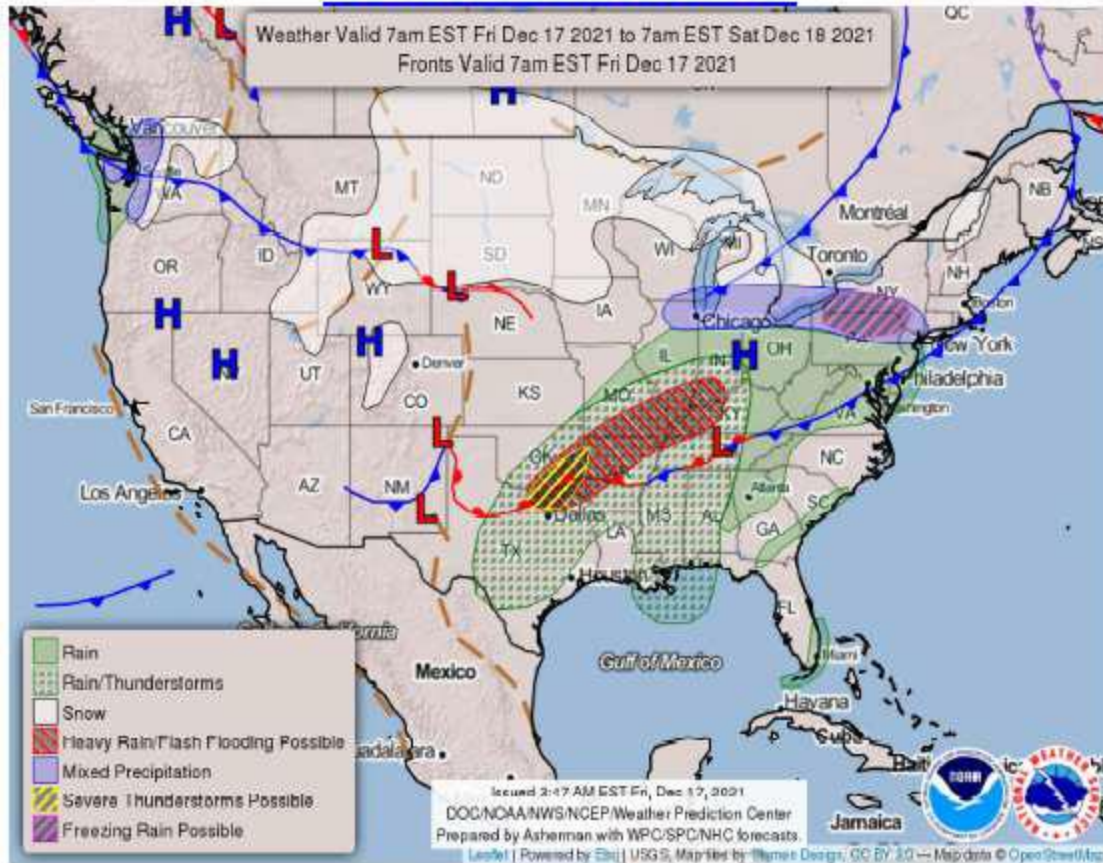 H
L
QC
Weather Valid 7am EST Fri Dec 17 2021 to 7am EST Sat Dec 18 2021
Fronts Valid 7am EST Fri Dec 17 2021
H
Vancouver
WA
MT
ND
MN
NB
Montréal
L
WI
MI
Toronto
OR
ID
WY
SD
NH
L
NY
Boston
H
NE
IA
Chicago
New York
H
H
Denver
IL
IN
H
OH
Philadelphia
UT
CO
KS
MO
San Francisco
KY
VA
CA
L
L
NC
Los Angeles
AZ
NM
L
OK
Atlanta
SC
Dallas
MS
AL
GA
LA
TX
Houston
FL
Mexico
Gulf of Mexico
Miami
Havana
Cuba
Jamaica
Rain
Rain/Thunderstorms
Snow
Heavy Rain/Flash Flooding Possible
Mixed Precipitation
Severe Thunderstorms Possible
Freezing Rain Possible
Issued 3:47 AM EST Fri, Dec 17, 2021
DOC/NOAA/NWS/NCEP/Weather Prediction Center
Prepared by Asherman with WPC/SPC/NHC forecasts.
NOAA
NATIONAL WEATHER SERVICE
Leaflet | Powered by Esri | USGS, Map tiles by Stamen Design, CC BY 3.0 — Map data © OpenStreetMap